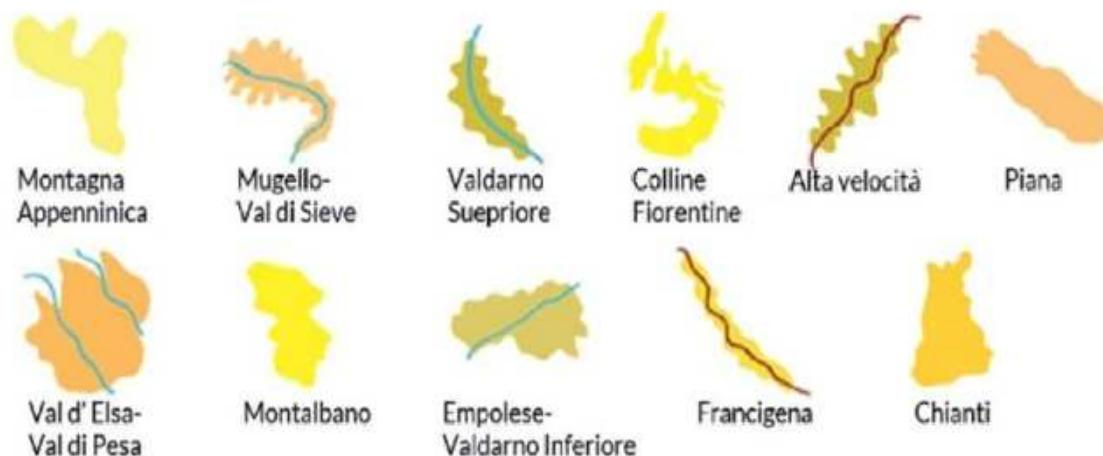 Montagna
Appenninica
Mugello-
Val di Sieve
Valdarno
Suepriore
Colline
Fiorentine
Alta velocità
Piana
Val d' Elsa-
Val di Pesa
Montalbano
Empolese-
Valdarno Inferiore
Francigena
Chianti